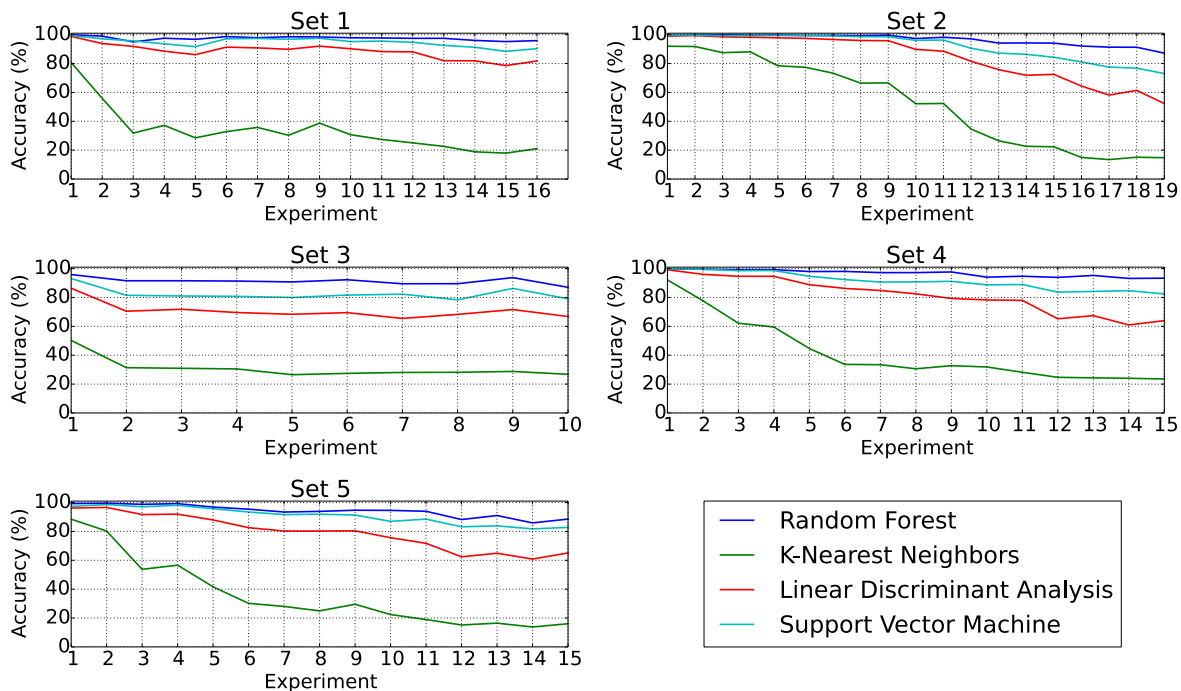 Set 1
Accuracy (%)
100
80
60
40
20
0
1 2 3 4 5 6 7 8 9 10 11 12 13 14 15 16
Experiment
Set 2
Accuracy (%)
100
80
60
40
20
0
1 2 3 4 5 6 7 8 9 10 11 12 13 14 15 16 17 18 19
Experiment
Set 3
Accuracy (%)
100
80
60
40
20
0
1 2 3 4 5 6 7 8 9 10
Experiment
Set 4
Accuracy (%)
100
80
60
40
20
0
1 2 3 4 5 6 7 8 9 10 11 12 13 14 15
Experiment
Set 5
Accuracy (%)
100
80
60
40
20
0
1 2 3 4 5 6 7 8 9 10 11 12 13 14 15
Experiment
Random Forest
K-Nearest Neighbors
Linear Discriminant Analysis
Support Vector Machine